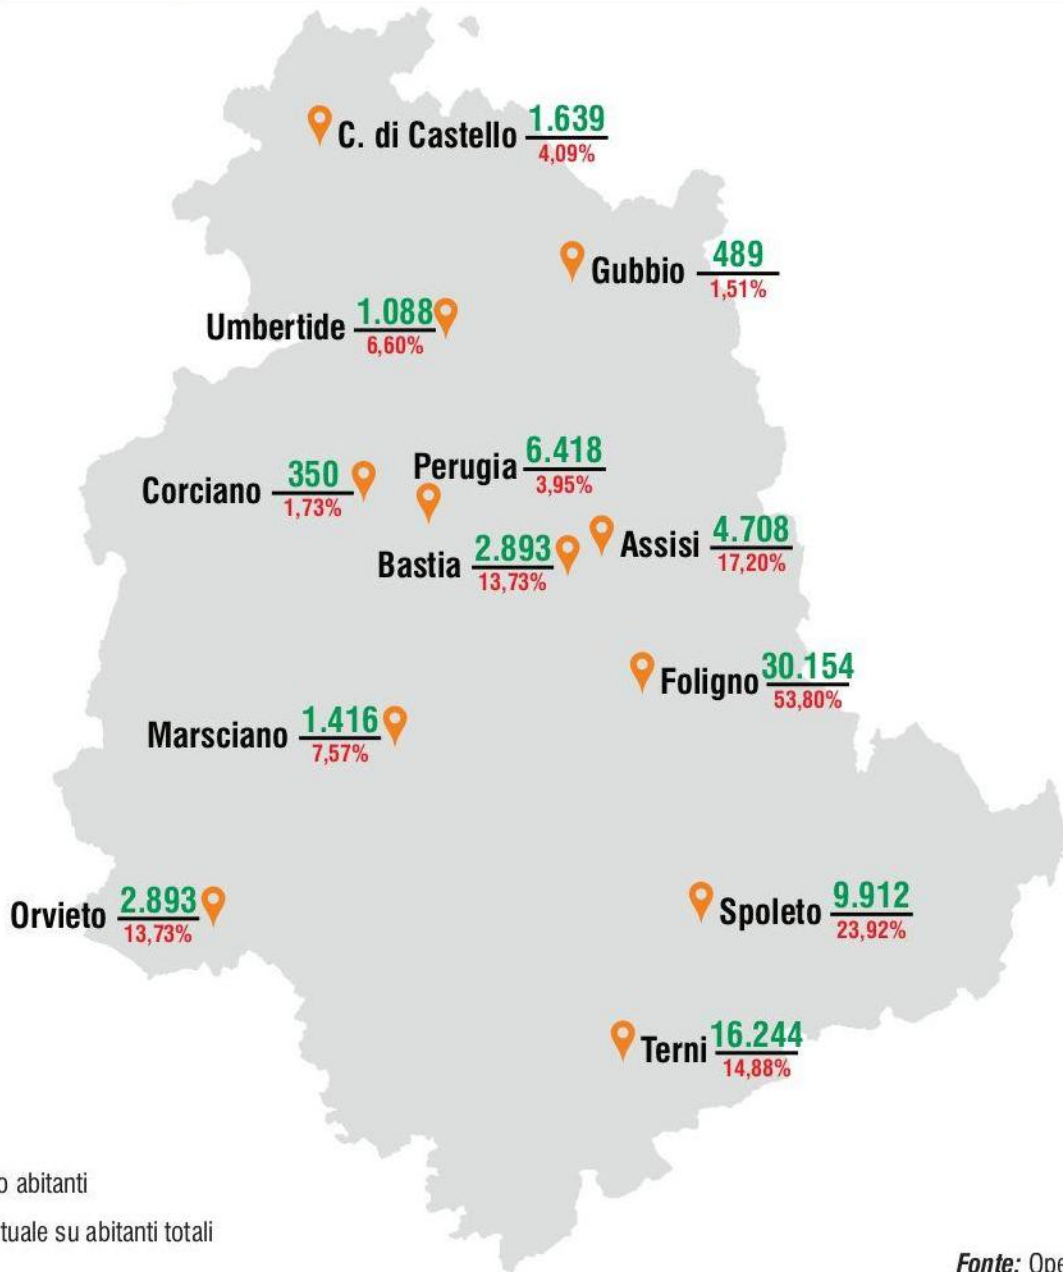 C. di Castello 1.639
4,09%
Gubbio 489
1,51%
Umbertide 1.088
6,60%
Perugia 6.418
3,95%
Corciano 350
1,73%
Assisi 4.708
17,20%
Bastia 2.893
13,73%
Foligno 30.154
53,80%
Marsciano 1.416
7,57%
Orvieto 2.893
13,73%
Spoleto 9.912
23,92%
Terni 16.244
14,88%
o abitanti
tuale su abitanti totali
Fonte: Ope